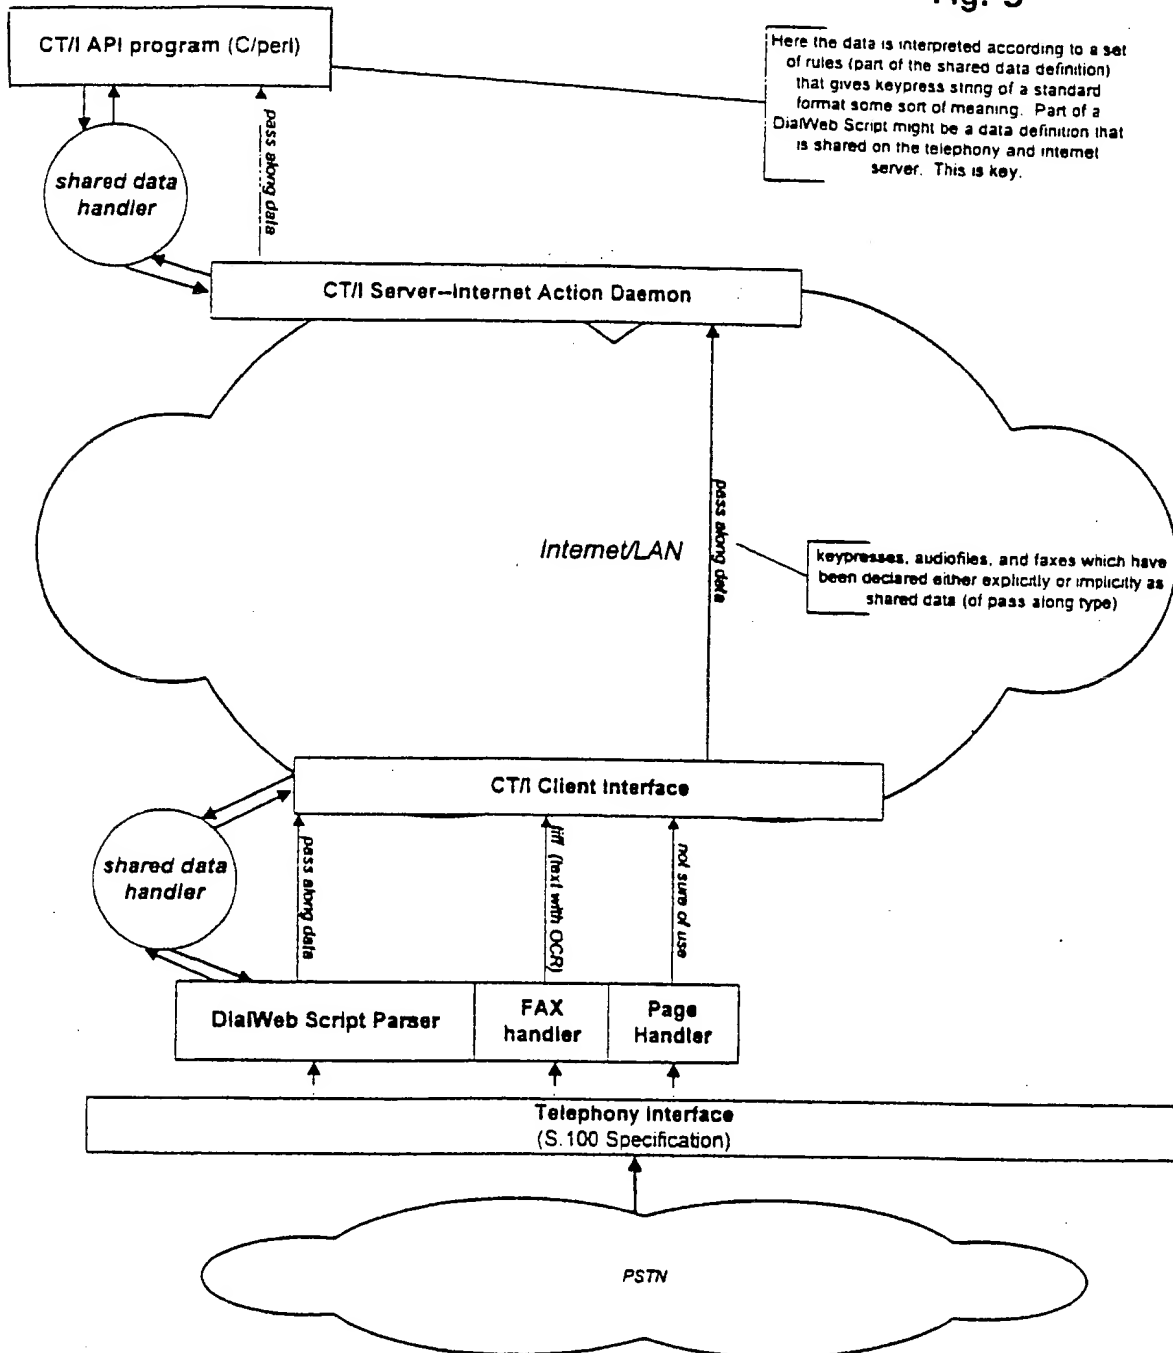 CT/I API program (C/perl)
Here the data is interpreted according to a set
of rules (part of the shared data definition)
that gives keypress string of a standard
format some sort of meaning. Part of a
DialWeb Script might be a data definition that
is shared on the telephony and internet
server. This is key.
pass along data
shared data
handler
CT/I Server--Internet Action Daemon
Internet/LAN
pass along data
keypresses, audiofiles, and faxes which have
been declared either explicitly or implicitly as
shared data (of pass along type)
CT/I Client Interface
shared data
handler
pass along data
tiff (text with OCR)
not sure of use
DialWeb Script Parser
FAX
handler
Page
Handler
Telephony Interface
(S.100 Specification)
PSTN